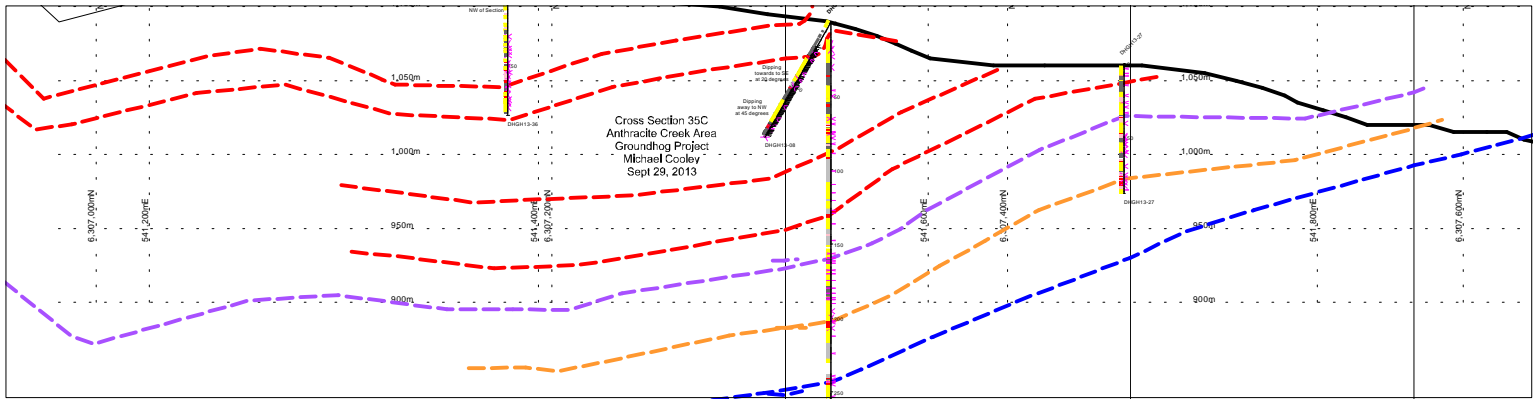 NW of Section
DHGH13-36
Dipping
towards to SE
at 20 degrees
Dipping
away to NW
at 45 degrees
DHGH13-08
Cross Section 35C
Anthracite Creek Area
Groundhog Project
Michael Cooley
Sept 29, 2013
DHGH13-27
DHGH13-27
1,050m
1,050m
1,000m
1,000m
950m
950m
900m
900m
6,307,000mN
541,200mE
541,400mE
6,307,200mN
541,600mE
6,307,400mN
541,800mE
6,307,600mN
150
250